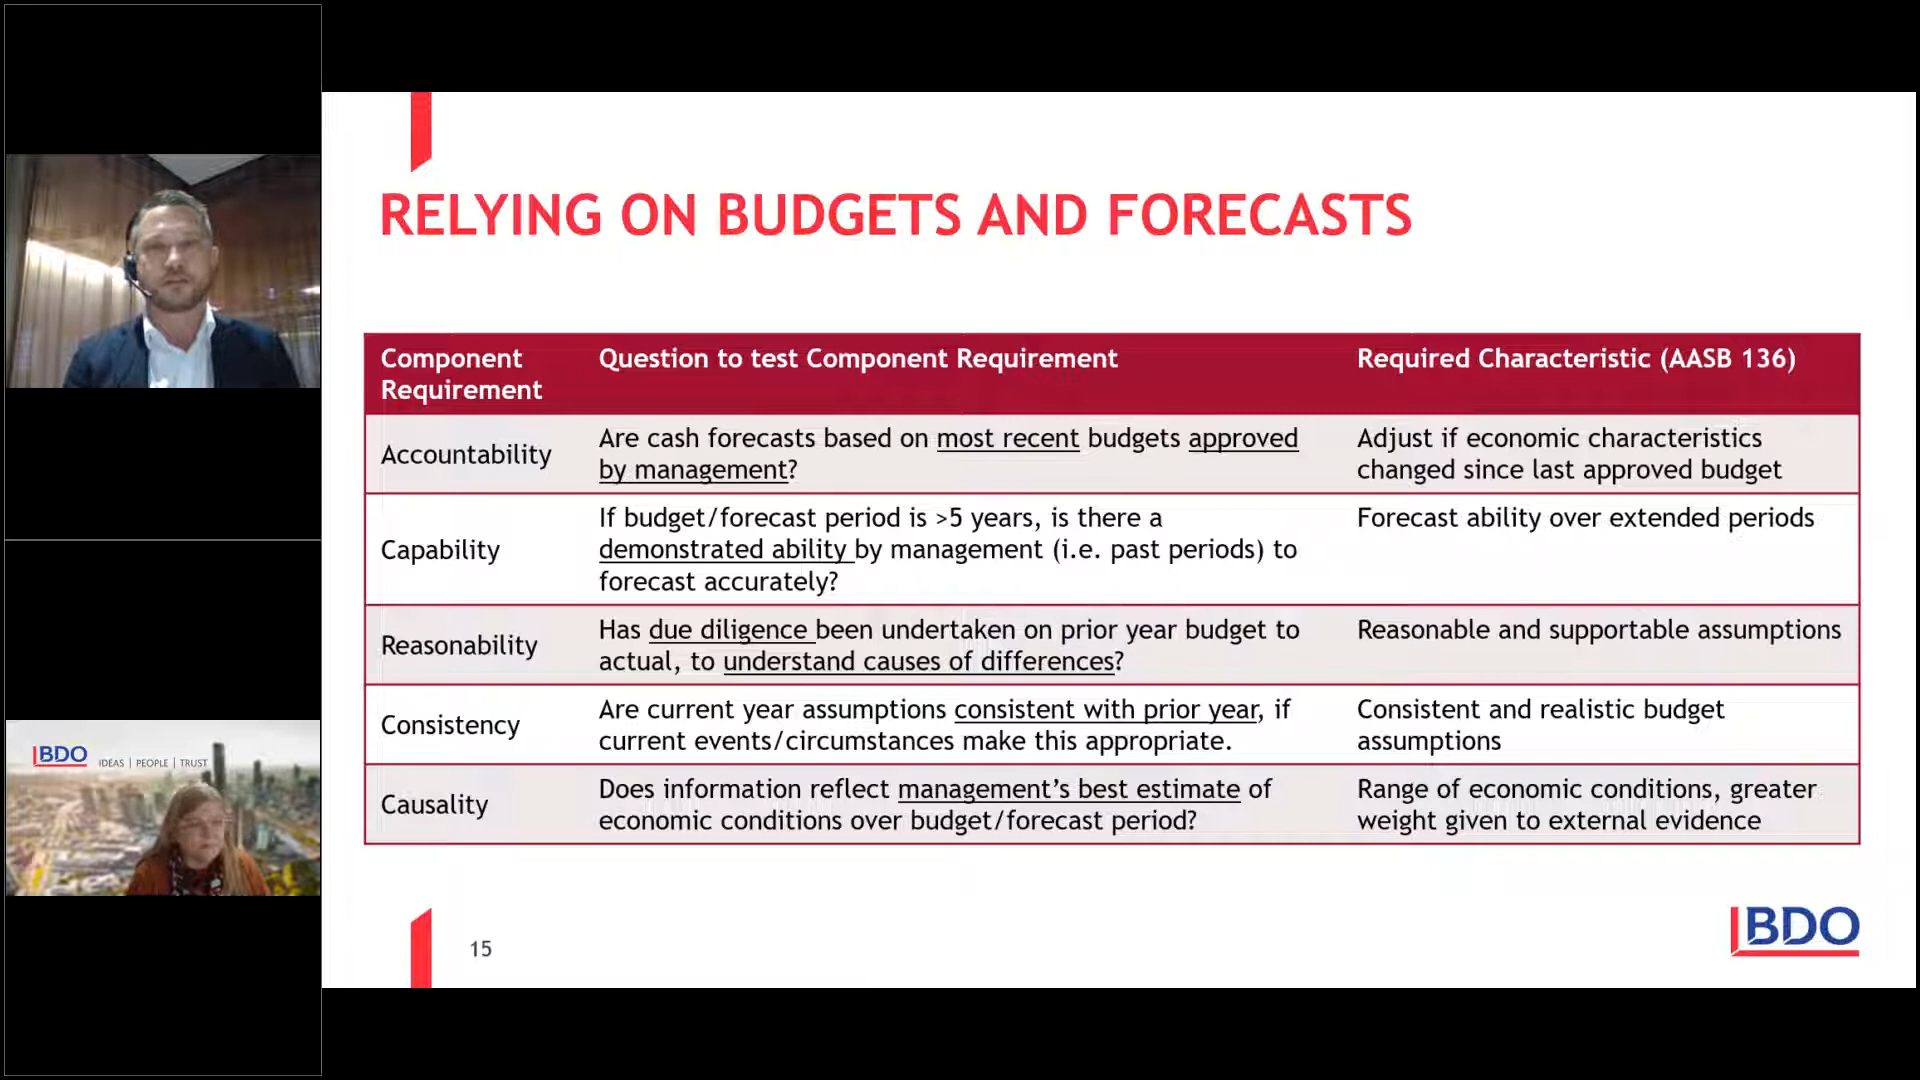 RELYING ON BUDGETS AND FORECASTS
Component
Requirement
Question to test Component Requirement
Required Characteristic (AASB 136)
Accountability
Are cash forecasts based on most recent budgets approved
by management?
Adjust if economic characteristics
changed since last approved budget
Capability
If budget/forecast period is >5 years, is there a
demonstrated ability by management (i.e. past periods) to
forecast accurately?
Forecast ability over extended periods
Reasonability
Has due diligence been undertaken on prior year budget to
actual, to understand causes of differences?
Reasonable and supportable assumptions
Consistency
Are current year assumptions consistent with prior year, if
current events/circumstances make this appropriate.
Consistent and realistic budget
assumptions
Causality
Does information reflect management's best estimate of
economic conditions over budget/forecast period?
Range of economic conditions, greater
weight given to external evidence
15
BDO
BDO
IDEAS | PEOPLE | TRUST